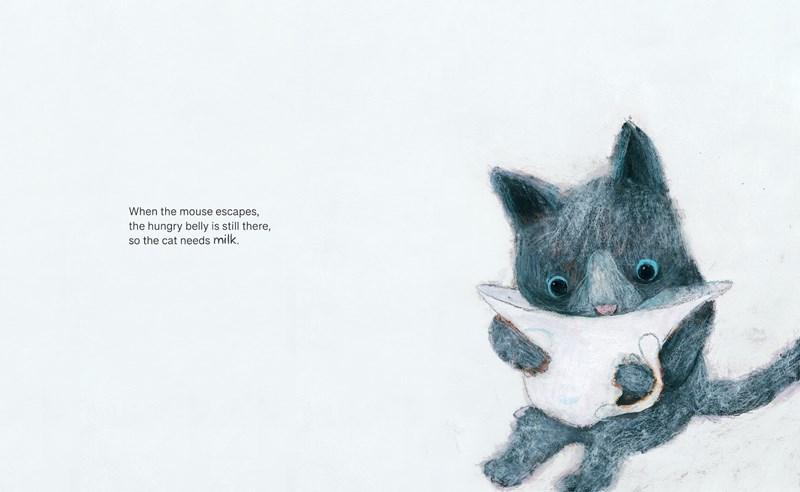 When the mouse escapes,
the hungry belly is still there,
so the cat needs milk.